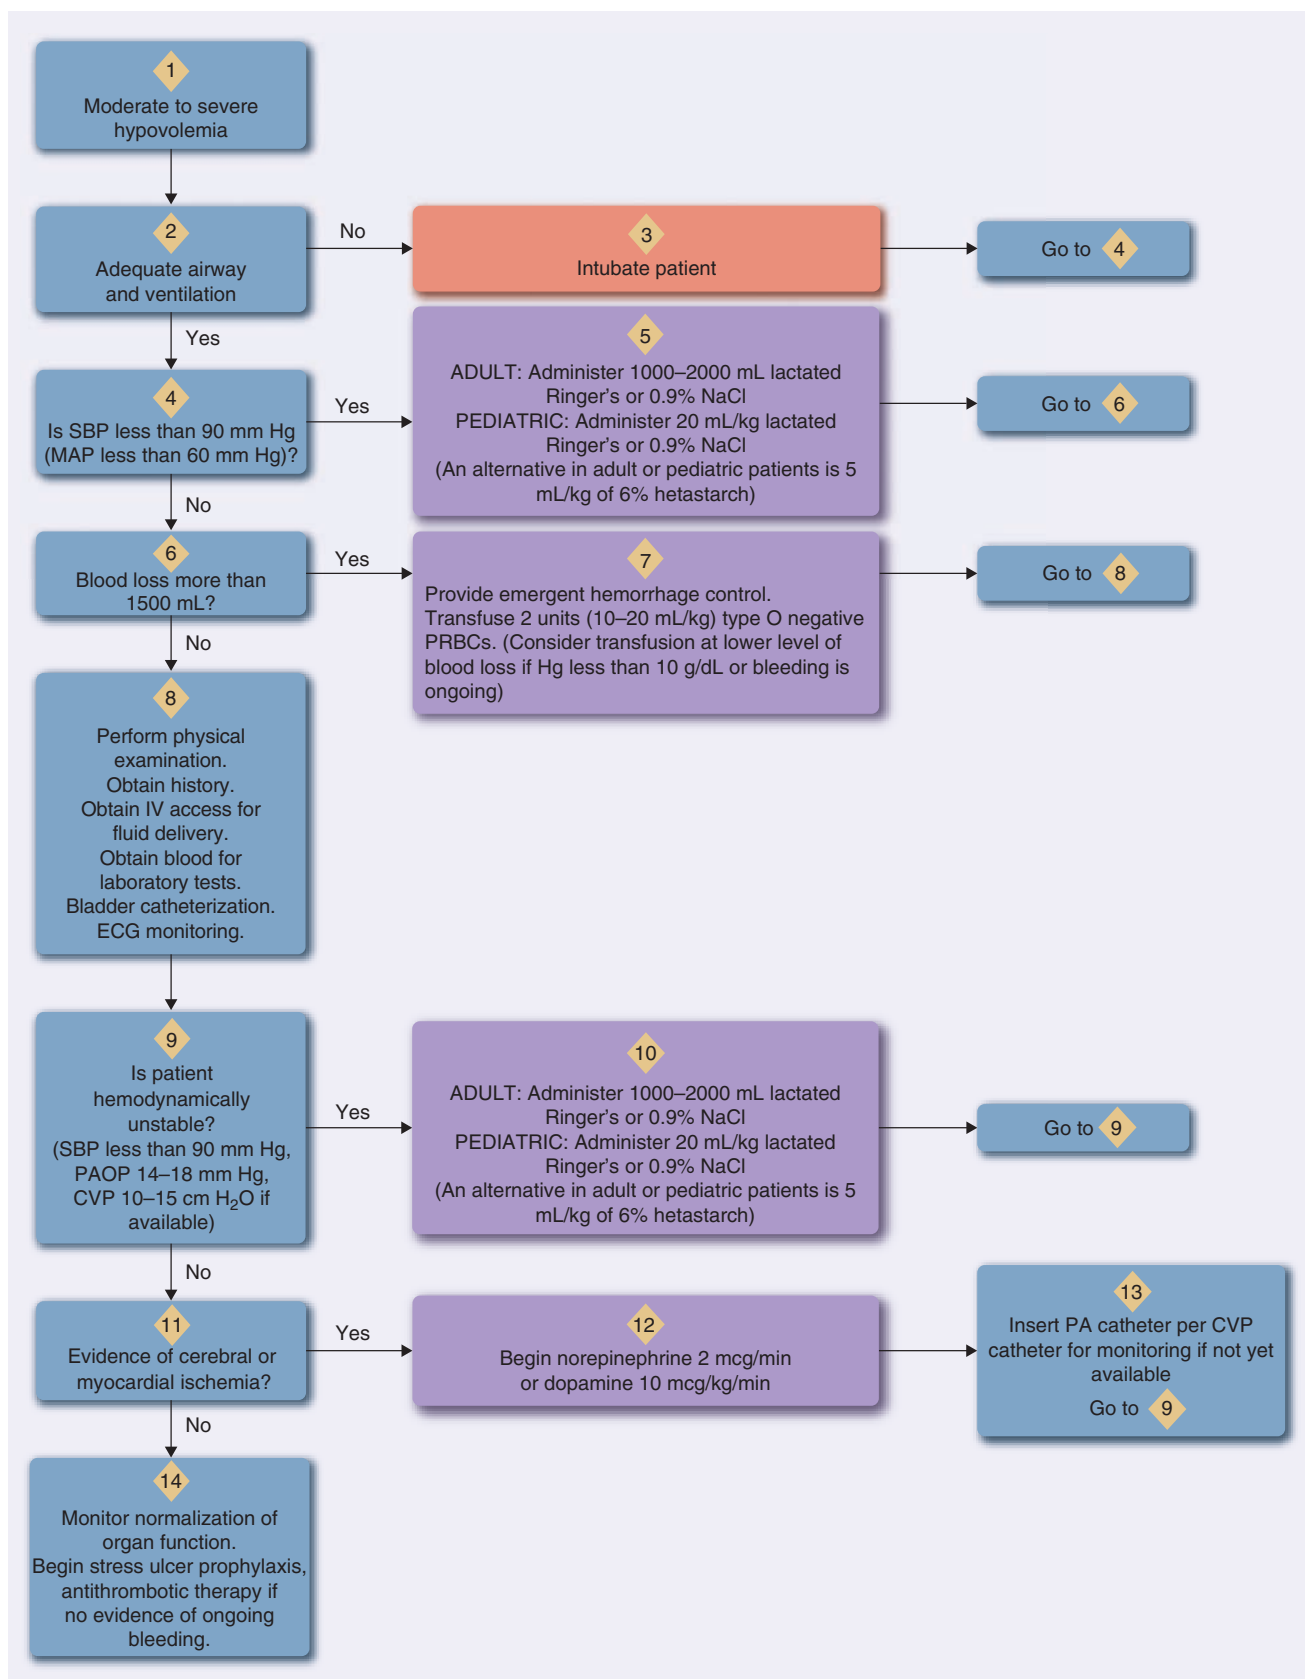 1
Moderate to severe
hypovolemia
2
Adequate airway
and ventilation
No
3
Intubate patient
Go to 4
Yes
4
Is SBP less than 90 mm Hg
(MAP less than 60 mm Hg)?
Yes
5
ADULT: Administer 1000–2000 mL lactated
Ringer's or 0.9% NaCl
PEDIATRIC: Administer 20 mL/kg lactated
Ringer's or 0.9% NaCl
(An alternative in adult or pediatric patients is 5
mL/kg of 6% hetastarch)
Go to 6
No
6
Blood loss more than
1500 mL?
Yes
7
Provide emergent hemorrhage control.
Transfuse 2 units (10–20 mL/kg) type O negative
PRBCs. (Consider transfusion at lower level of
blood loss if Hg less than 10 g/dL or bleeding is
ongoing)
Go to 8
No
8
Perform physical
examination.
Obtain history.
Obtain IV access for
fluid delivery.
Obtain blood for
laboratory tests.
Bladder catheterization.
ECG monitoring.
9
Is patient
hemodynamically
unstable?
(SBP less than 90 mm Hg,
PAOP 14–18 mm Hg,
CVP 10–15 cm H₂O if
available)
Yes
10
ADULT: Administer 1000–2000 mL lactated
Ringer's or 0.9% NaCl
PEDIATRIC: Administer 20 mL/kg lactated
Ringer's or 0.9% NaCl
(An alternative in adult or pediatric patients is 5
mL/kg of 6% hetastarch)
Go to 9
No
11
Evidence of cerebral or
myocardial ischemia?
Yes
12
Begin norepinephrine 2 mcg/min
or dopamine 10 mcg/kg/min
13
Insert PA catheter per CVP
catheter for monitoring if not yet
available
Go to 9
No
14
Monitor normalization of
organ function.
Begin stress ulcer prophylaxis,
antithrombotic therapy if
no evidence of ongoing
bleeding.